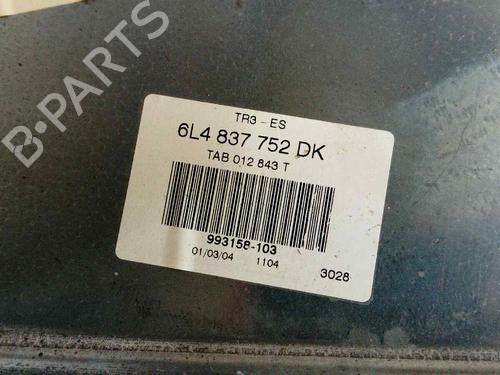 TR3-ES
6L4 837 752 DK
TAB 012 843 T
993158-103
01/03/04 1104 3028
B-PARTS